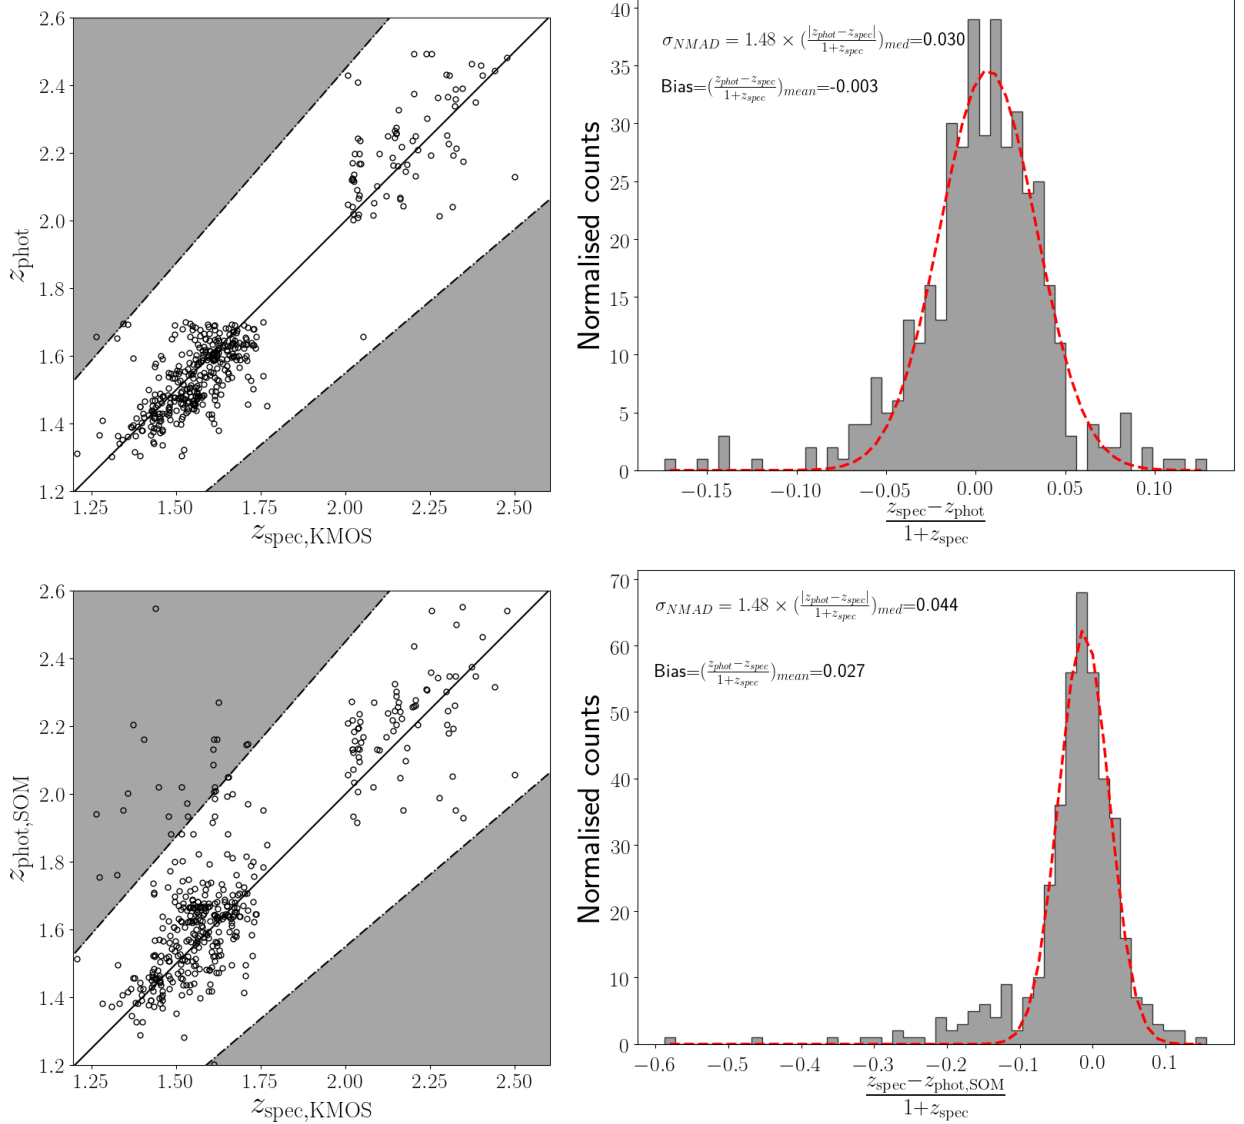 2.6
2.4
2.2
2.0
1.8
1.6
1.4
1.2
z_phot
1.25 1.50 1.75 2.00 2.25 2.50
z_spec,KMOS
40
35
30
25
20
15
10
5
0
Normalised counts
σ_NMAD = 1.48 × (|z_phot−z_spec|/1+z_spec)_med=0.030
Bias=(z_phot−z_spec/1+z_spec)_mean=-0.003
−0.15 −0.10 −0.05 0.00 0.05 0.10
z_spec−z_phot
1+z_spec
2.6
2.4
2.2
2.0
1.8
1.6
1.4
1.2
z_phot,SOM
1.25 1.50 1.75 2.00 2.25 2.50
z_spec,KMOS
70
60
50
40
30
20
10
0
Normalised counts
σ_NMAD = 1.48 × (|z_phot−z_spec|/1+z_spec)_med=0.044
Bias=(z_phot−z_spec/1+z_spec)_mean=0.027
−0.6 −0.5 −0.4 −0.3 −0.2 −0.1 0.0 0.1
z_spec−z_phot,SOM
1+z_spec